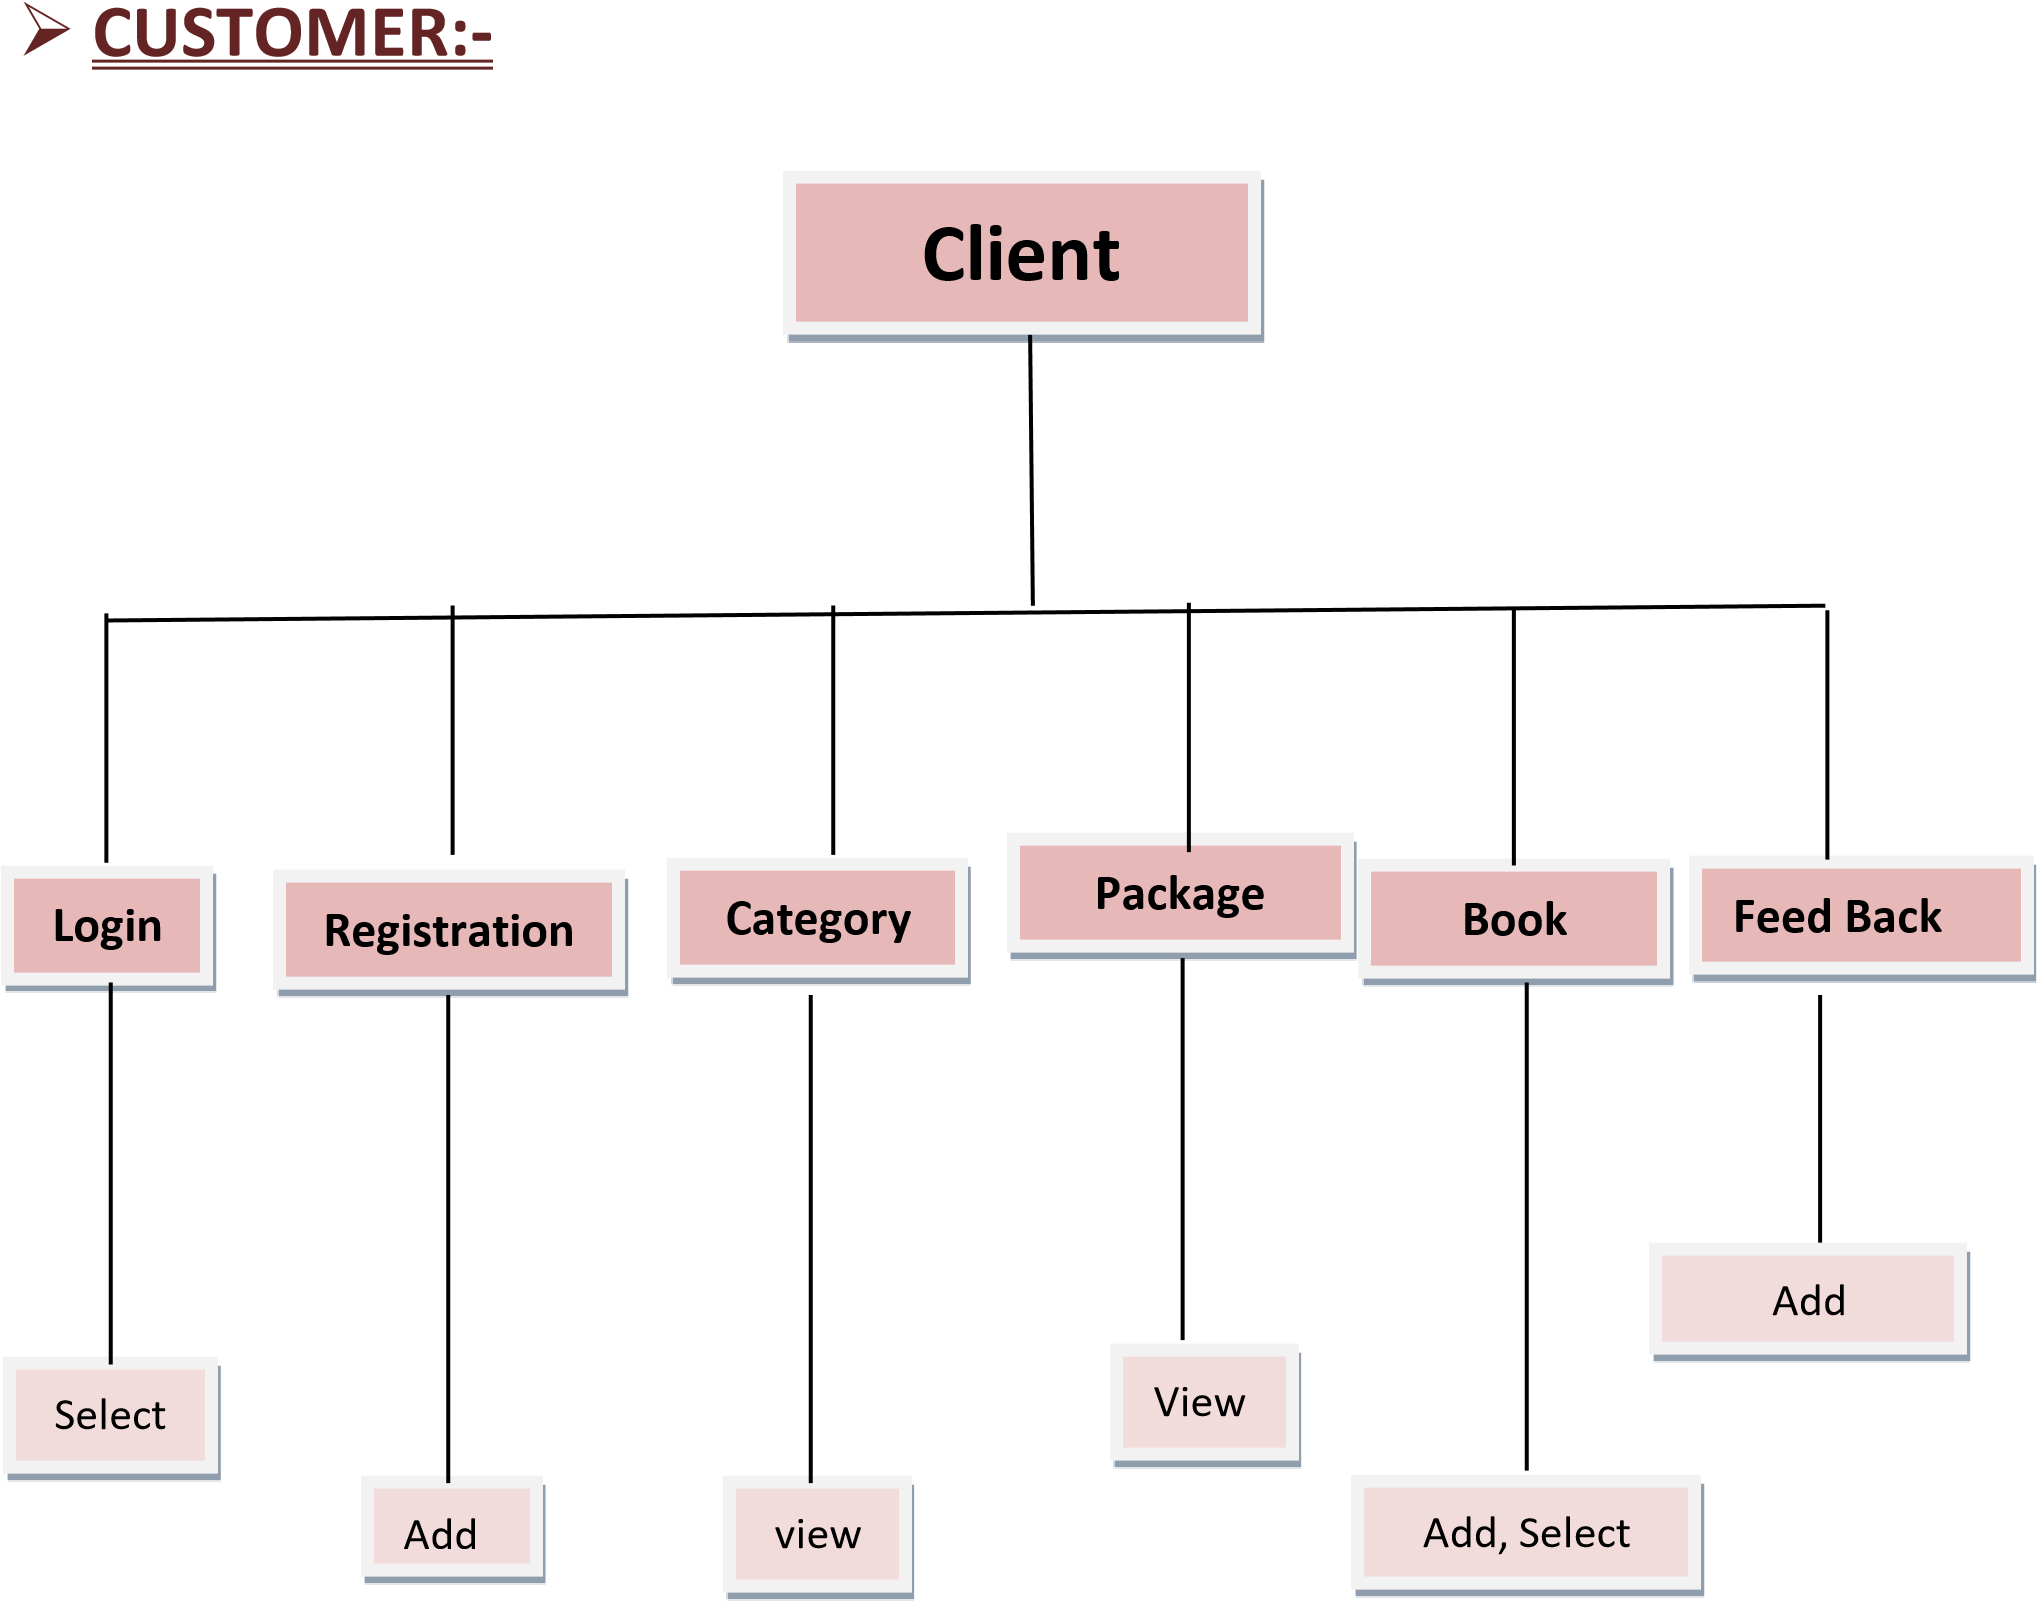 CUSTOMER:-
Client
Login
Registration
Category
Package
Book
Feed Back
Select
Add
view
View
Add, Select
Add